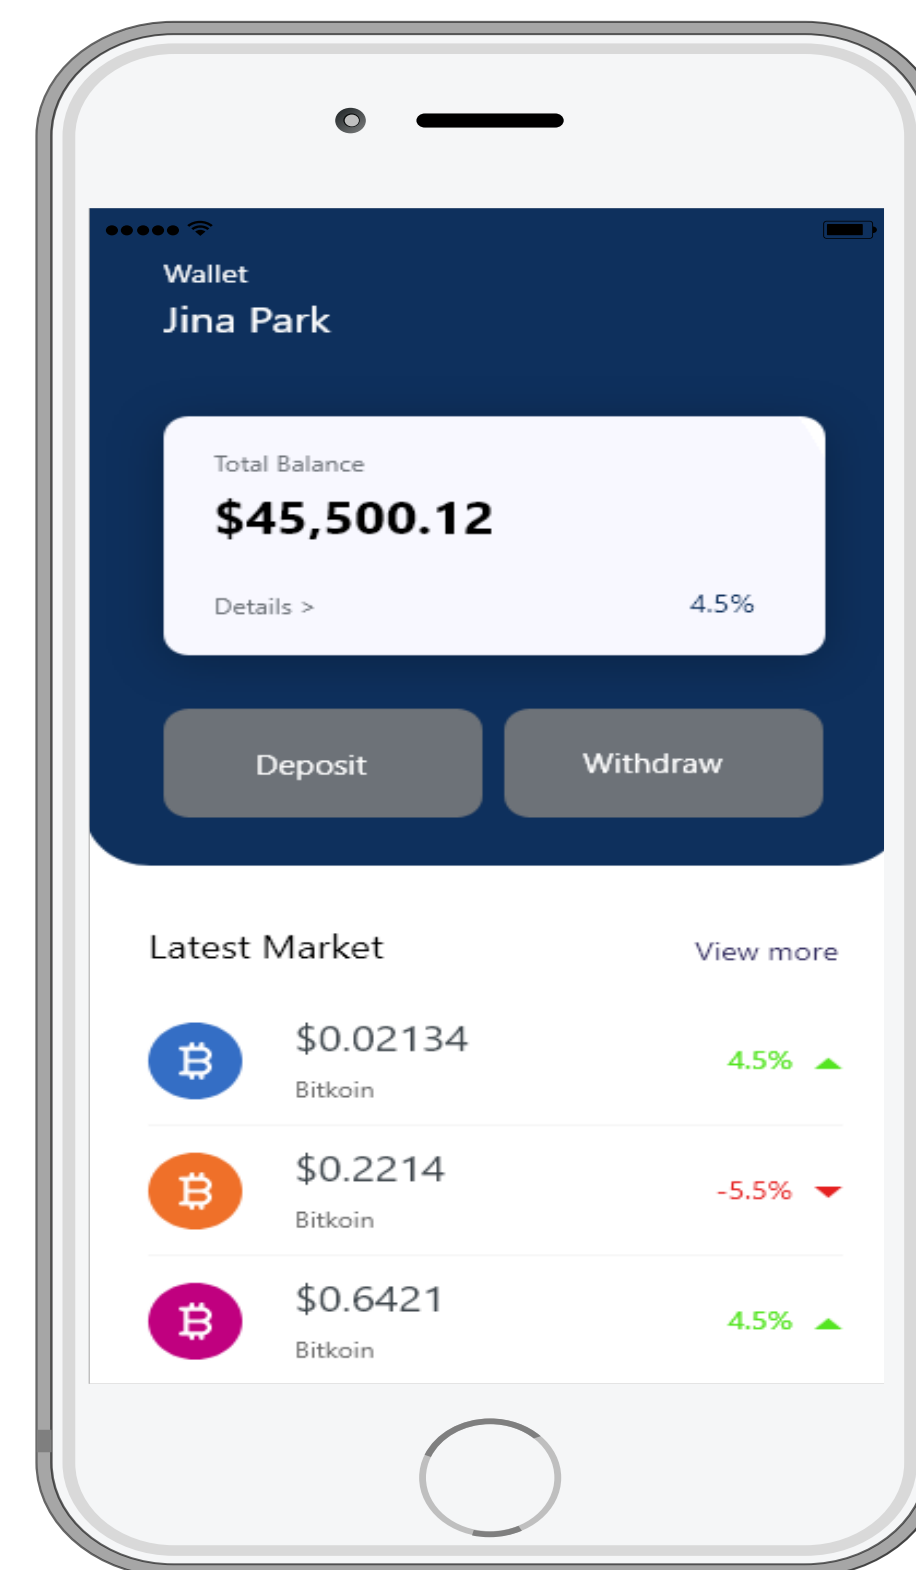 Wallet
Jina Park
Total Balance
$45,500.12
Details >
4.5%
Deposit
Withdraw
Latest Market
View more
$0.02134
Bitkoin
4.5%
$0.2214
Bitkoin
-5.5%
$0.6421
Bitkoin
4.5%